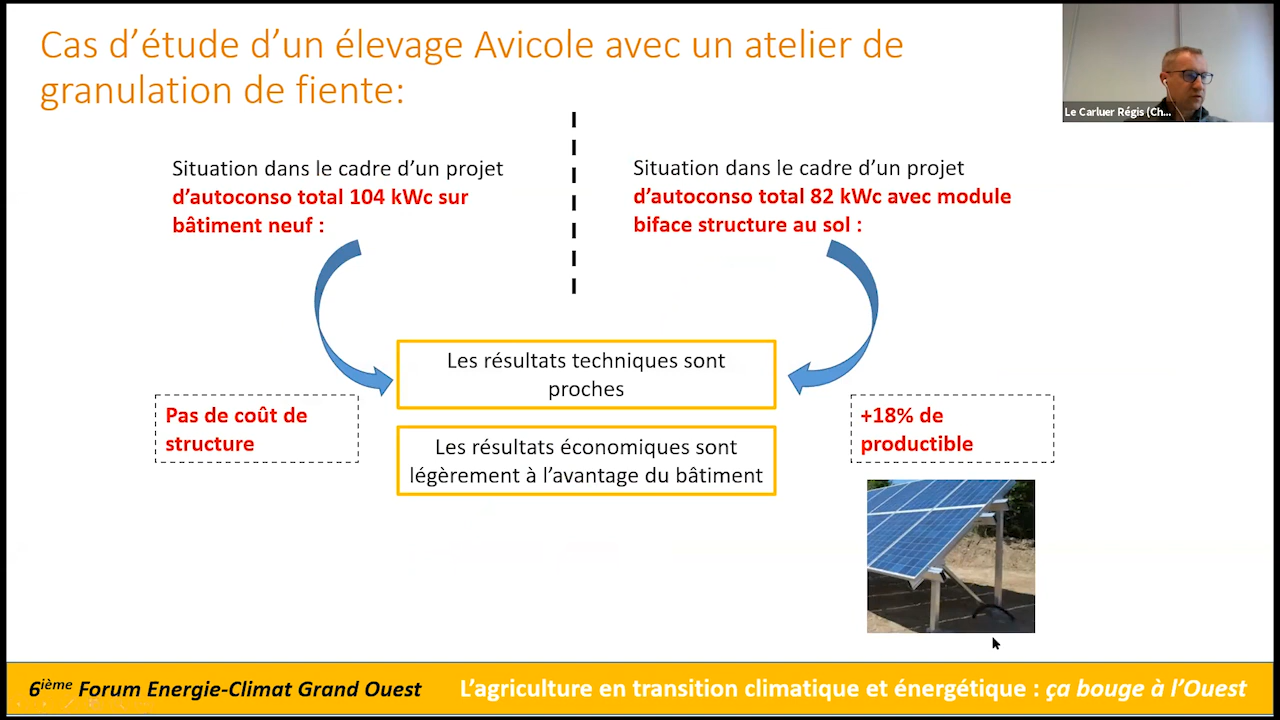 Cas d'étude d'un élevage Avicole avec un atelier de
granulation de fiente:
Le Carluer Régis (Ch...
Situation dans le cadre d'un projet
d'autoconso total 104 kWc sur
bâtiment neuf :
Situation dans le cadre d'un projet
d'autoconso total 82 kWc avec module
biface structure au sol :
Les résultats techniques sont
proches
Pas de coût de
structure
+18% de
productible
Les résultats économiques sont
légèrement à l'avantage du bâtiment
6ième Forum Energie-Climat Grand Ouest
L'agriculture en transition climatique et énergétique : ça bouge à l'Ouest